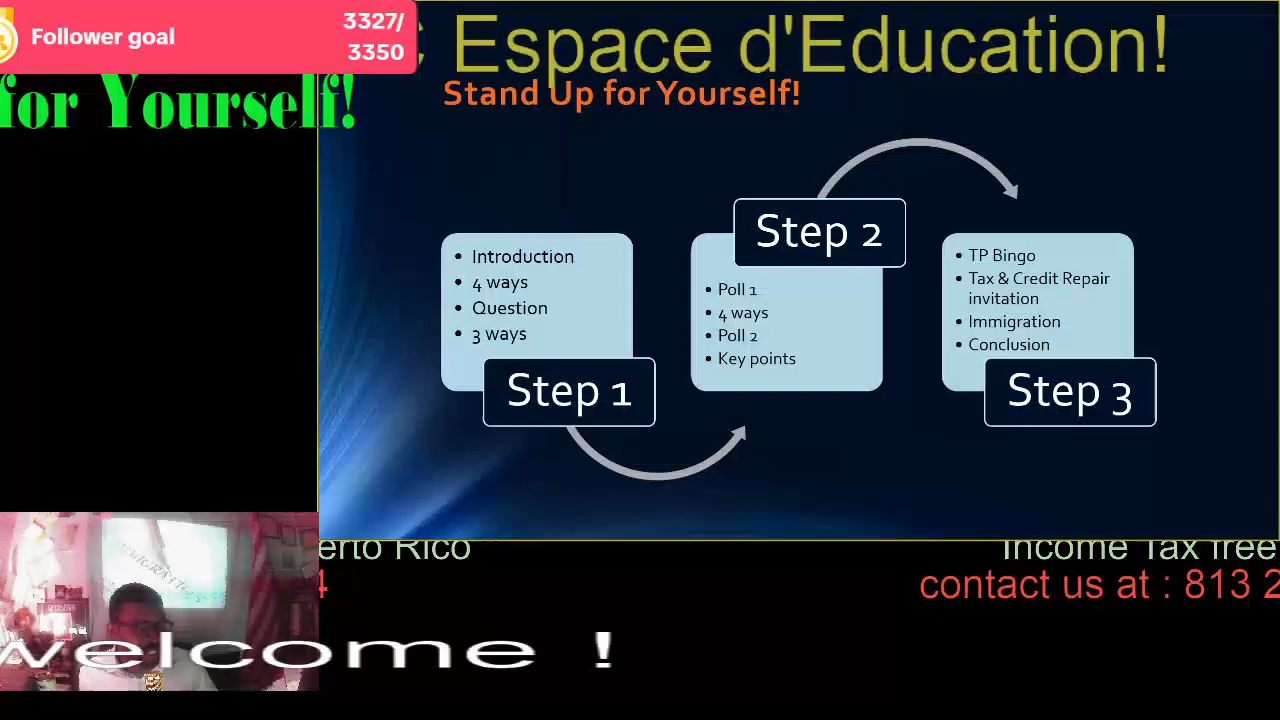 Follower goal
3327/
3350
Espace d'Education!
for Yourself!
Stand Up for Yourself!
Introduction
4 ways
Question
3 ways
Step 1
Step 2
Poll 1
4 ways
Poll 2
Key points
TP Bingo
Tax & Credit Repair
invitation
Immigration
Conclusion
Step 3
erto Rico
Income Tax free
4
contact us at : 813 2
welcome !